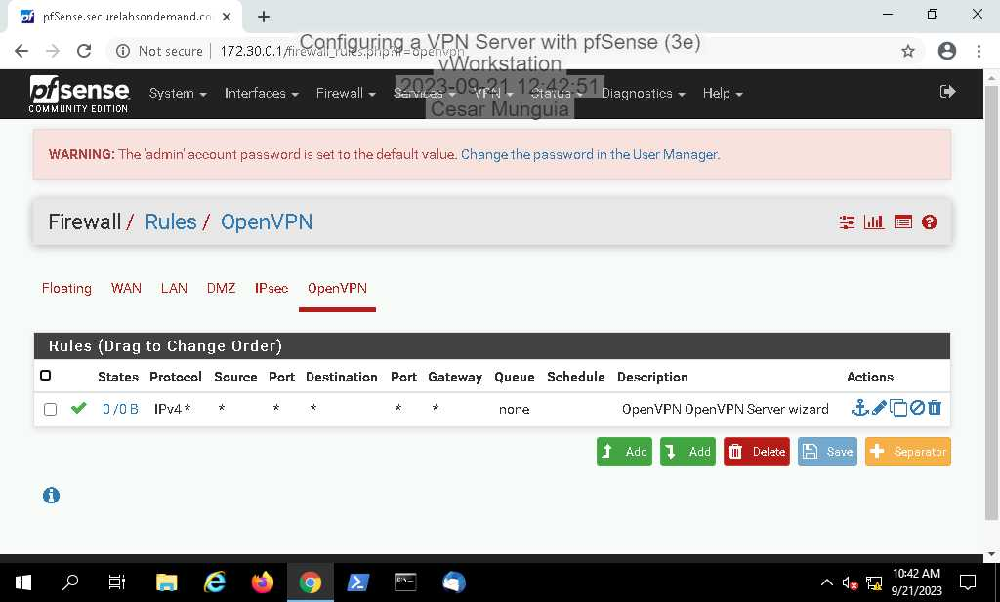 pfSense.securelabsondemand.co
Not secure
172.30.0.1/firewall_rules.php?if=openvpn
Configuring a VPN Server with pfSense (3e)
vWorkstation
2023-09-21 12:42:51
Cesar Munguia
pfsense
COMMUNITY EDITION
System Interfaces Firewall Services VPN Status Diagnostics Help
WARNING: The 'admin' account password is set to the default value. Change the password in the User Manager.
Firewall / Rules / OpenVPN
Floating WAN LAN DMZ IPsec OpenVPN
Rules (Drag to Change Order)
States Protocol Source Port Destination Port Gateway Queue Schedule Description Actions
0 /0 B IPv4 * * * * * * none OpenVPN OpenVPN Server wizard
Add Add Delete Save Separator
10:42 AM
9/21/2023